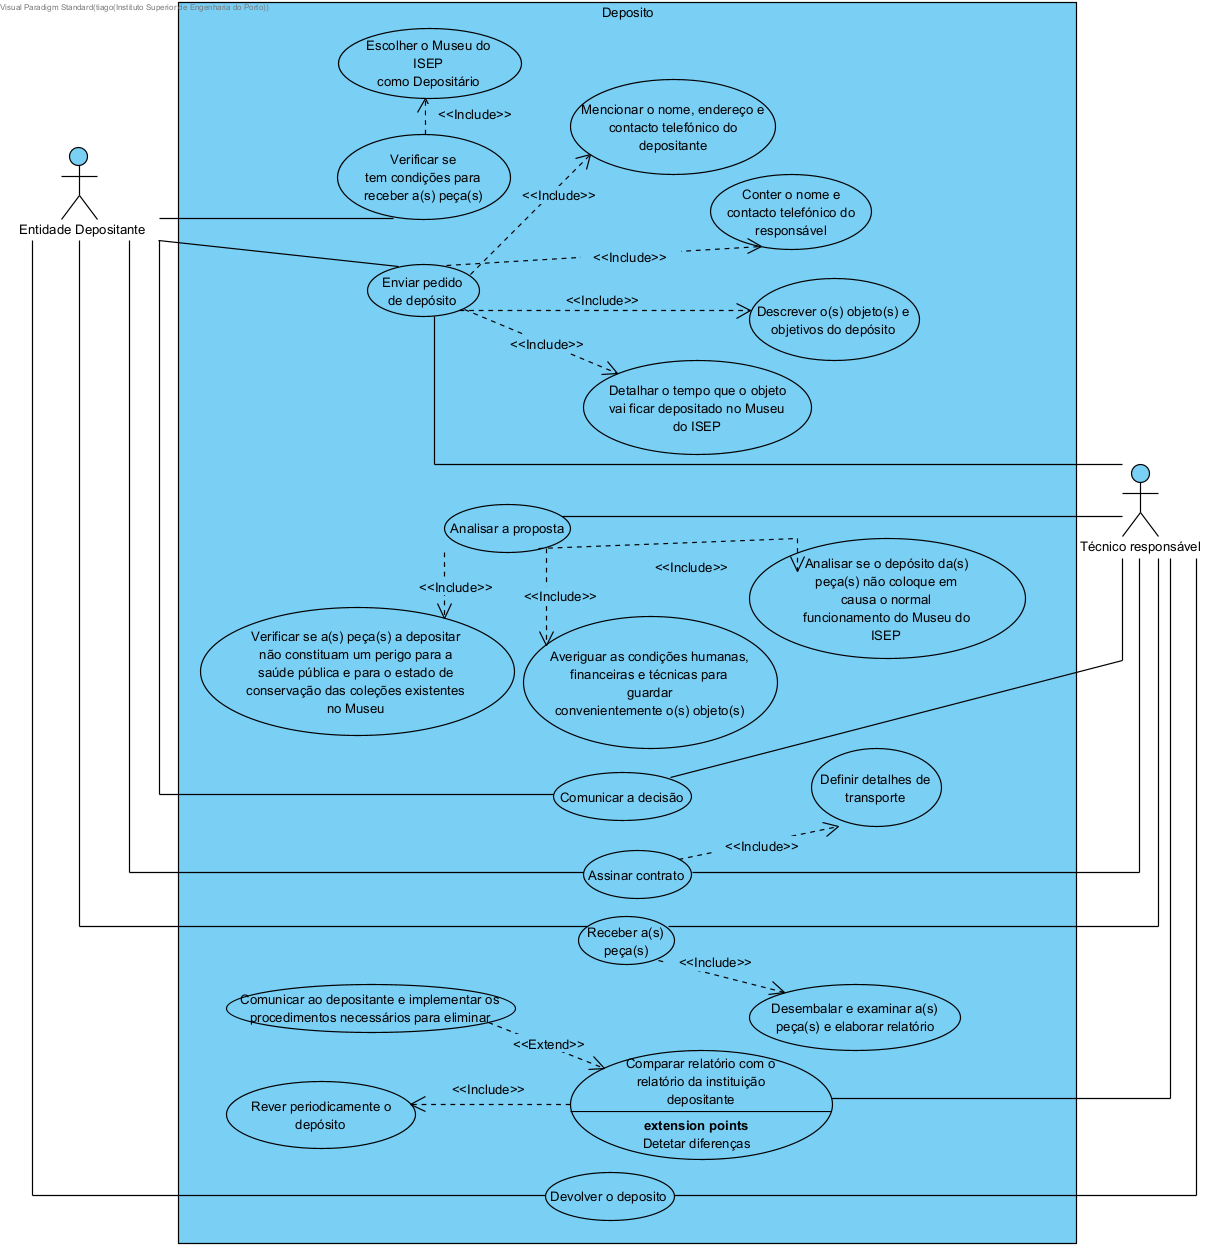 Visual Paradigm Standard(tiago(Instituto Superior de Engenharia do Porto))
Deposito
Escolher o Museu do
ISEP
como Depositário
<<Include>>
Mencionar o nome, endereço e
contacto telefónico do
depositante
Verificar se
tem condições para
receber a(s) peça(s)
<<Include>>
Conter o nome e
contacto telefónico do
responsável
Entidade Depositante
<<Include>>
Enviar pedido
de depósito
<<Include>>
Descrever o(s) objeto(s) e
objetivos do depósito
<<Include>>
Detalhar o tempo que o objeto
vai ficar depositado no Museu
do ISEP
Analisar a proposta
Técnico responsável
<<Include>>
Analisar se o depósito da(s)
peça(s) não coloque em
causa o normal
funcionamento do Museu do
ISEP
<<Include>>
<<Include>>
Verificar se a(s) peça(s) a depositar
não constituam um perigo para a
saúde pública e para o estado de
conservação das coleções existentes
no Museu
Averiguar as condições humanas,
financeiras e técnicas para
guardar
convenientemente o(s) objeto(s)
Definir detalhes de
transporte
Comunicar a decisão
<<Include>>
Assinar contrato
Receber a(s)
peça(s)
<<Include>>
Comunicar ao depositante e implementar os
procedimentos necessários para eliminar
Desembalar e examinar a(s)
peça(s) e elaborar relatório
<<Extend>>
Comparar relatório com o
relatório da instituição
depositante
extension points
Detetar diferenças
<<Include>>
Rever periodicamente o
depósito
Devolver o deposito